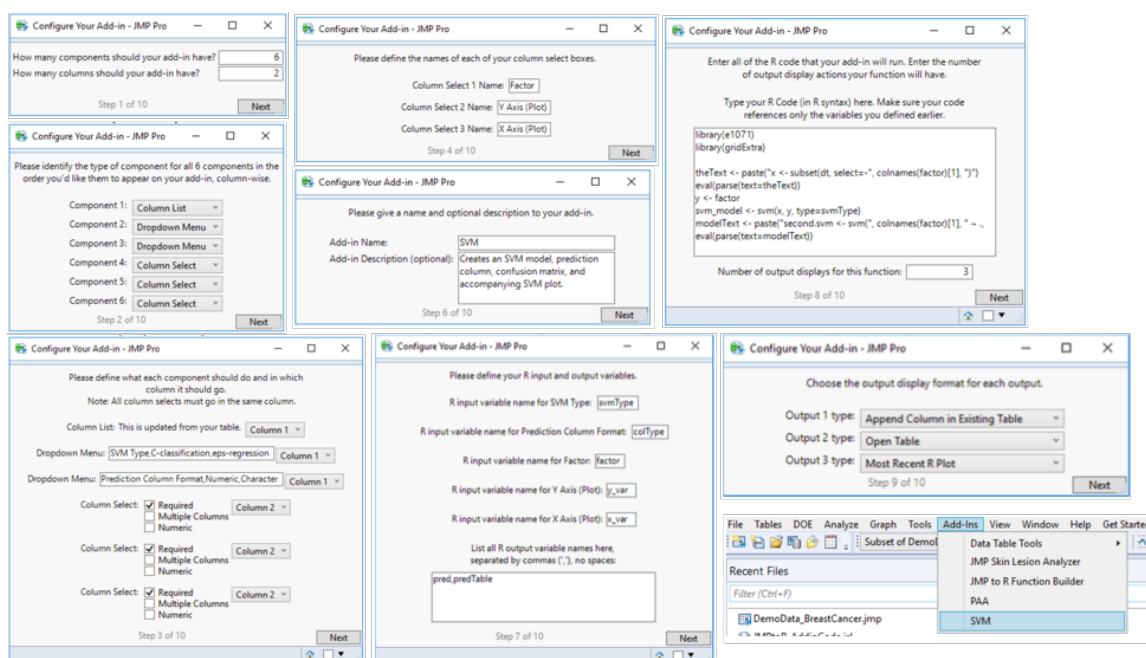 Configure Your Add-in - JMP Pro
How many components should your add-in have? 6
How many columns should your add-in have? 2
Step 1 of 10
Next
Configure Your Add-in - JMP Pro
Please identify the type of component for all 6 components in the
order you'd like them to appear on your add-in, column-wise.
Component 1: Column List
Component 2: Dropdown Menu
Component 3: Dropdown Menu
Component 4: Column Select
Component 5: Column Select
Component 6: Column Select
Step 2 of 10
Next
Configure Your Add-in - JMP Pro
Please define what each component should do and in which
column it should go.
Note: All column selects must go in the same column.
Column List: This is updated from your table. Column 1
Dropdown Menu: SVM Type,C-classification,eps-regression Column 1
Dropdown Menu: Prediction Column Format,Numeric,Character Column 1
Column Select: Required Column 2
Multiple Columns
Numeric
Column Select: Required Column 2
Multiple Columns
Numeric
Column Select: Required Column 2
Multiple Columns
Numeric
Step 3 of 10
Next
Configure Your Add-in - JMP Pro
Please define the names of each of your column select boxes.
Column Select 1 Name: Factor
Column Select 2 Name: Y Axis (Plot)
Column Select 3 Name: X Axis (Plot)
Step 4 of 10
Next
Configure Your Add-in - JMP Pro
Please give a name and optional description to your add-in.
Add-in Name: SVM
Add-in Description (optional): Creates an SVM model, prediction
column, confusion matrix, and
accompanying SVM plot.
Step 6 of 10
Next
Configure Your Add-in - JMP Pro
Please define your R input and output variables.
R input variable name for SVM Type: svmType
R input variable name for Prediction Column Format: colType
R input variable name for Factor: factor
R input variable name for Y Axis (Plot): y_var
R input variable name for X Axis (Plot): x_var
List all R output variable names here,
separated by commas (','), no spaces:
pred,predTable
Step 7 of 10
Next
Configure Your Add-in - JMP Pro
Enter all of the R code that your add-in will run. Enter the number
of output display actions your function will have.
Type your R Code (in R syntax) here. Make sure your code
references only the variables you defined earlier.
library(e1071)
library(gridExtra)
theText <- paste("x <- subset(dt, select=-", colnames(factor)[1], ")")
eval(parse(text=theText))
y <- factor
svm_model <- svm(x, y, type=svmType)
modelText <- paste("second.svm <- svm(", colnames(factor)[1], " ~ .,
eval(parse(text=modelText))
Number of output displays for this function: 3
Step 8 of 10
Next
Configure Your Add-in - JMP Pro
Choose the output display format for each output.
Output 1 type: Append Column in Existing Table
Output 2 type: Open Table
Output 3 type: Most Recent R Plot
Step 9 of 10
Next
File Tables DOE Analyze Graph Tools Add-Ins View Window Help Get Starte
Subset of Demo
Data Table Tools
JMP Skin Lesion Analyzer
JMP to R Function Builder
PAA
SVM
Recent Files
Filter (Ctrl+F)
DemoData_BreastCancer.jmp